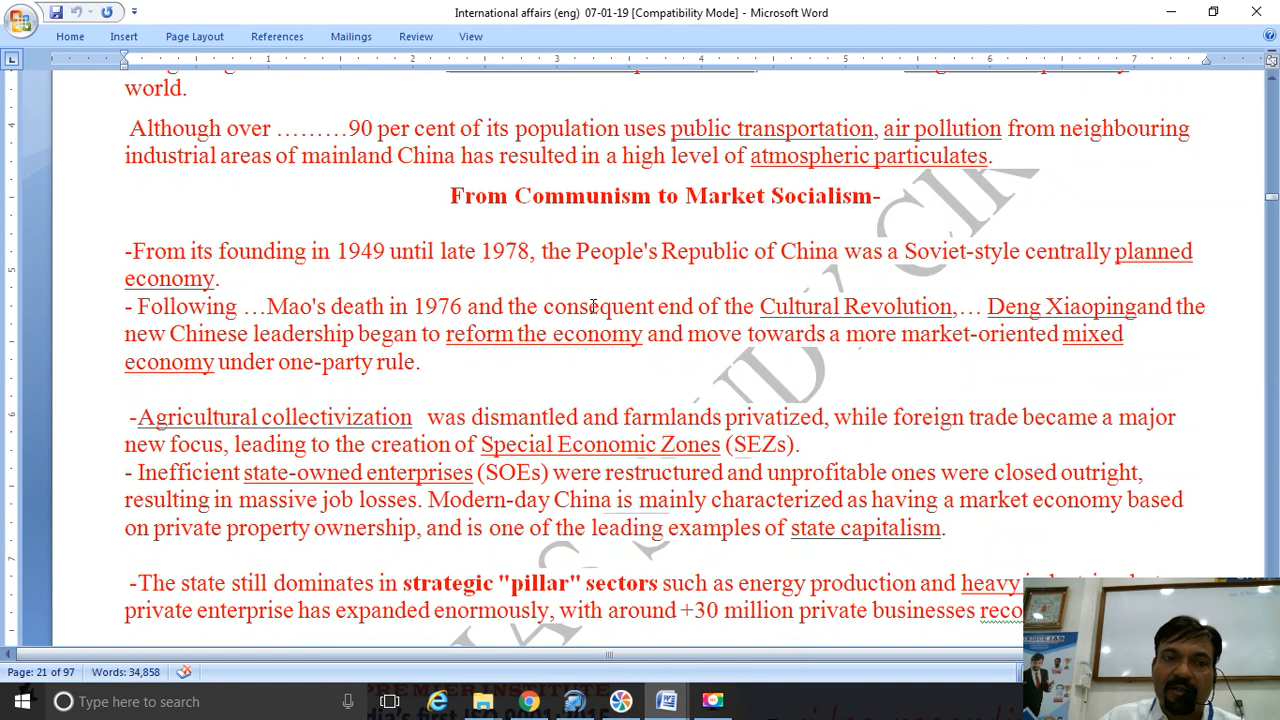 International affairs (eng) 07-01-19 [Compatibility Mode] - Microsoft Word
Home Insert Page Layout References Mailings Review View
1 2 3 4 5 6 7
world.
Although over ………90 per cent of its population uses public transportation, air pollution from neighbouring
industrial areas of mainland China has resulted in a high level of atmospheric particulates.
From Communism to Market Socialism-
-From its founding in 1949 until late 1978, the People's Republic of China was a Soviet-style centrally planned
economy.
- Following …Mao's death in 1976 and the consequent end of the Cultural Revolution,… Deng Xiaopingand the
new Chinese leadership began to reform the economy and move towards a more market-oriented mixed
economy under one-party rule.
-Agricultural collectivization was dismantled and farmlands privatized, while foreign trade became a major
new focus, leading to the creation of Special Economic Zones (SEZs).
- Inefficient state-owned enterprises (SOEs) were restructured and unprofitable ones were closed outright,
resulting in massive job losses. Modern-day China is mainly characterized as having a market economy based
on private property ownership, and is one of the leading examples of state capitalism.
-The state still dominates in strategic "pillar" sectors such as energy production and heavy
private enterprise has expanded enormously, with around +30 million private businesses
Page: 21 of 97 Words: 34,858
Type here to search
PREMIER INSTITUTE